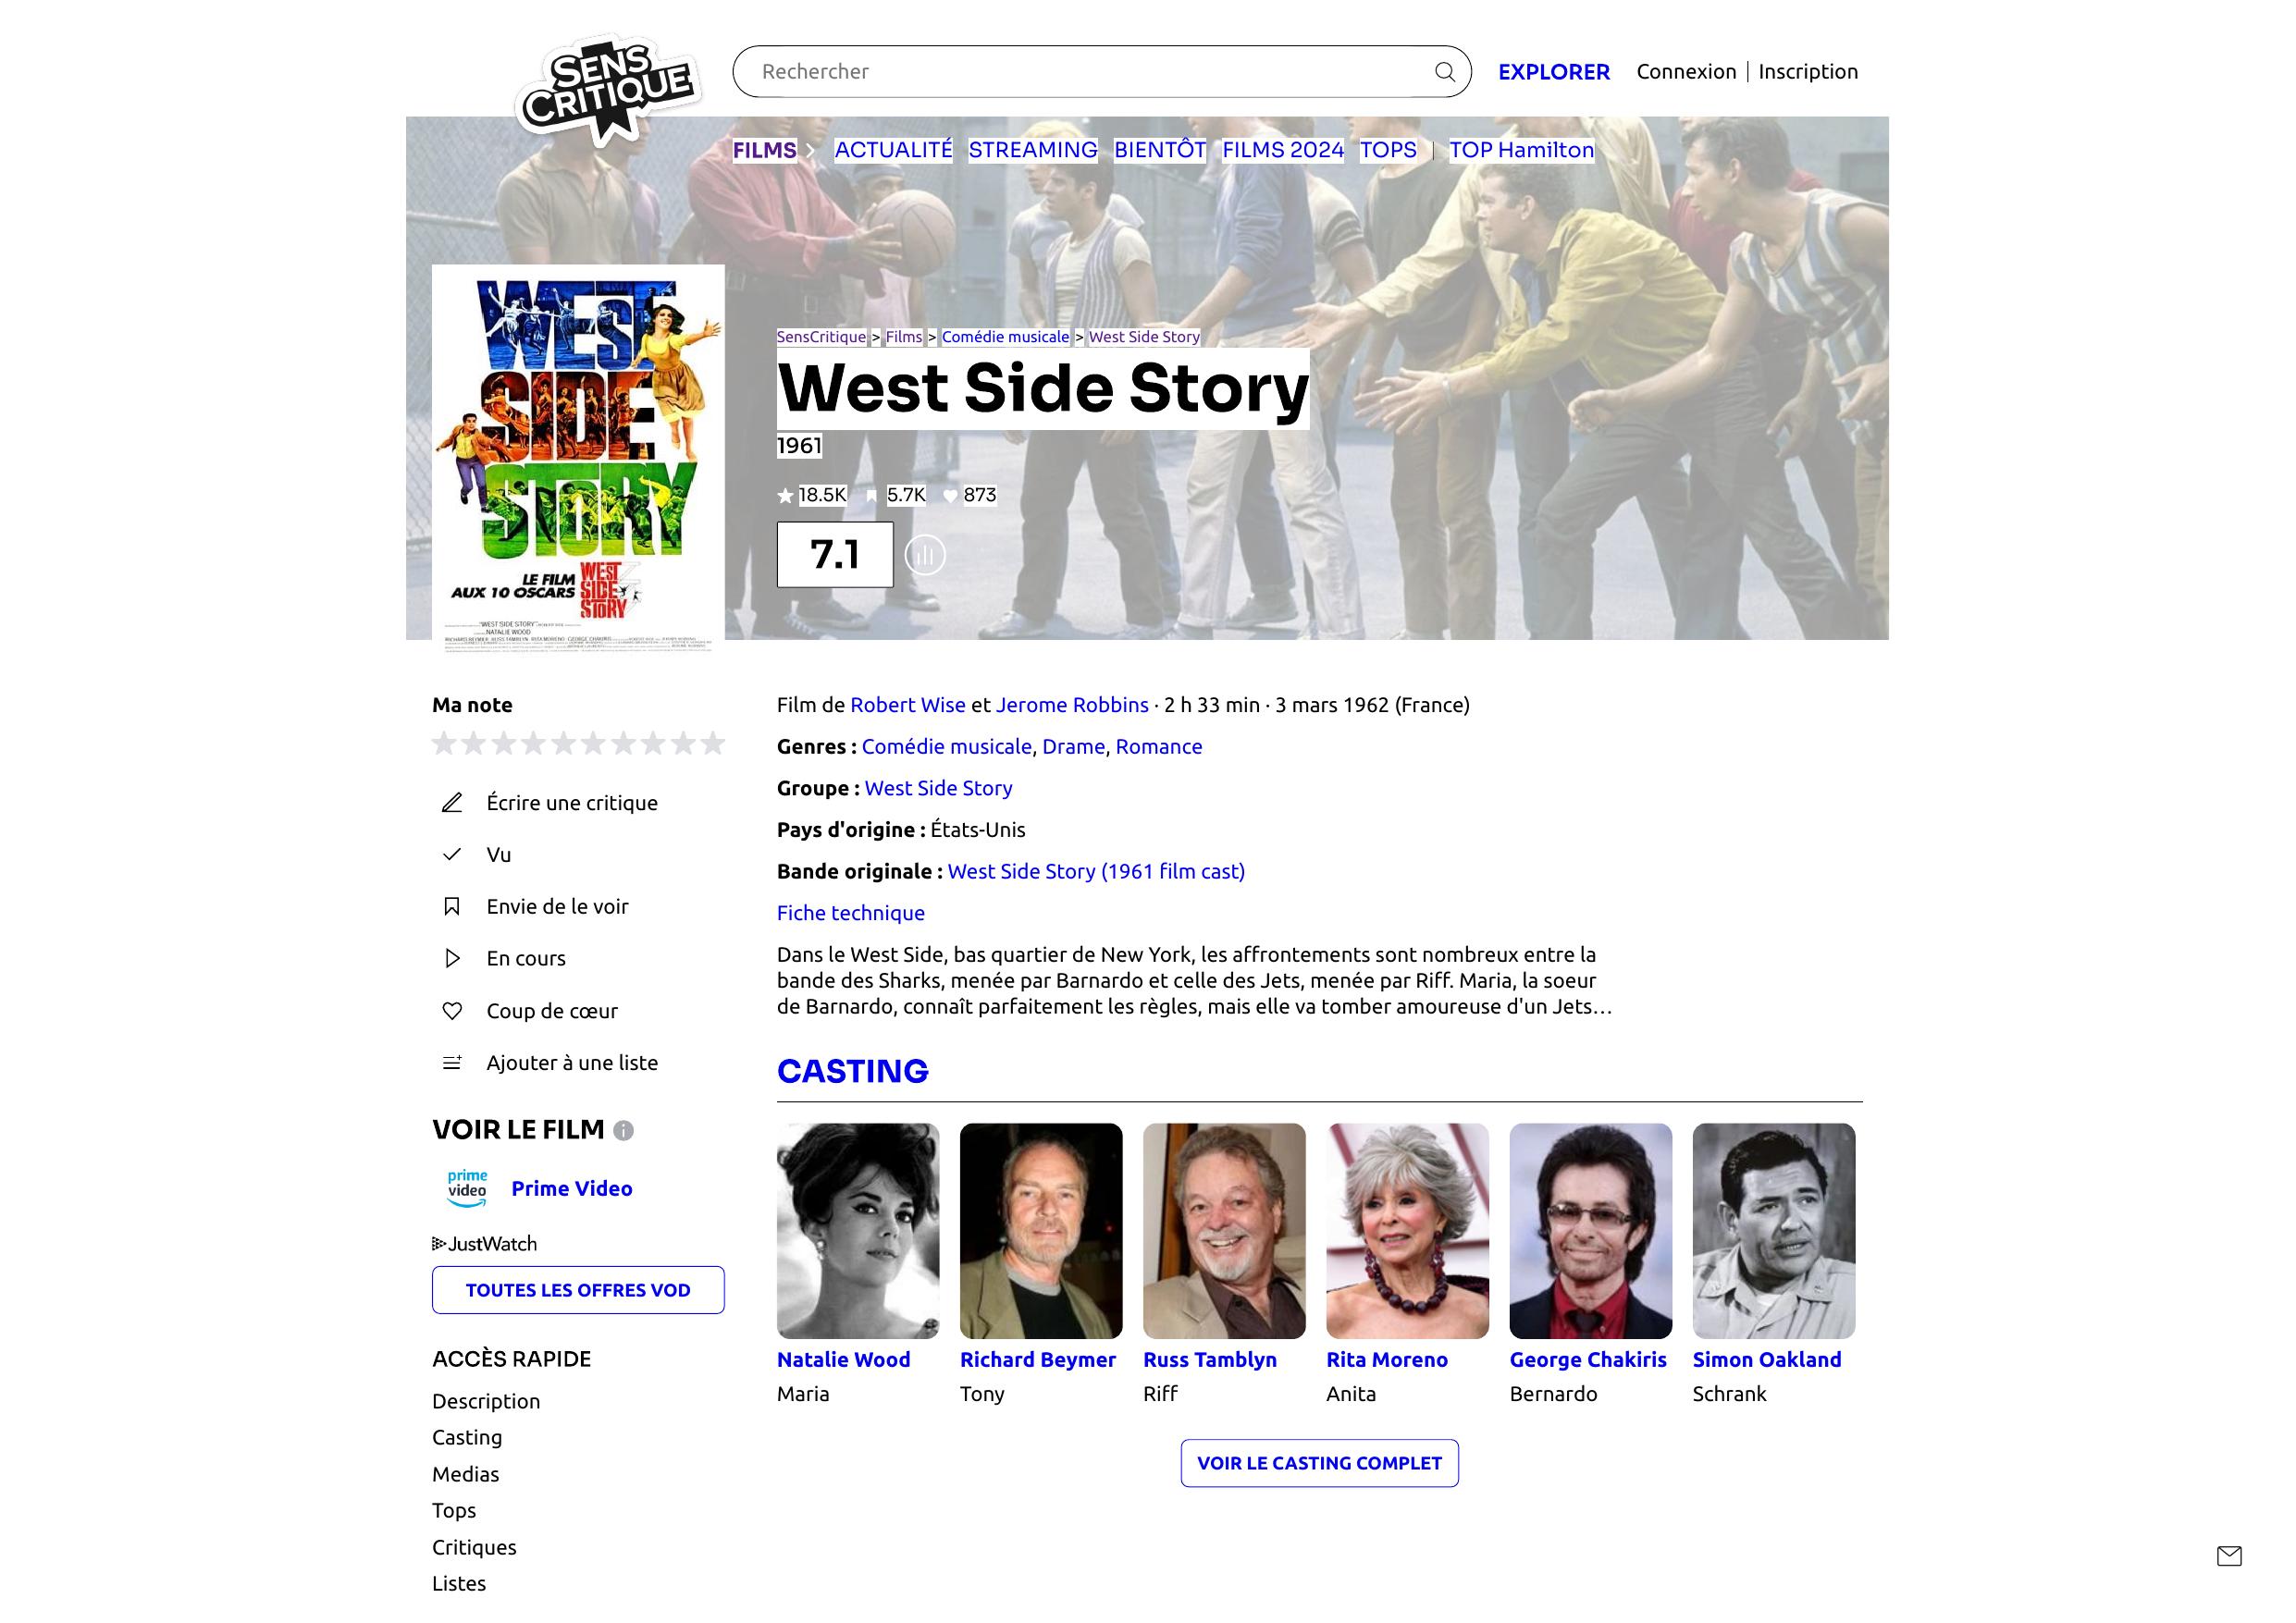 SENS
CRITIQUE
Rechercher
EXPLORER
Connexion | Inscription
FILMS
ACTUALITÉ
STREAMING
BIENTÔT
FILMS 2024
TOPS
|
TOP Hamilton
WEST
SIDE
STORY
LE FILM
AUX 10 OSCARS
WEST
SIDE
STORY
"WEST SIDE STORY"
NATALIE WOOD
SensCritique > Films > Comédie musicale > West Side Story
West Side Story
1961
18.5K 5.7K 873
7.1
Ma note
Écrire une critique
Vu
Envie de le voir
En cours
Coup de cœur
Ajouter à une liste
VOIR LE FILM
prime
video
Prime Video
JustWatch
TOUTES LES OFFRES VOD
ACCÈS RAPIDE
Description
Casting
Medias
Tops
Critiques
Listes
Film de Robert Wise et Jerome Robbins · 2 h 33 min · 3 mars 1962 (France)
Genres : Comédie musicale, Drame, Romance
Groupe : West Side Story
Pays d'origine : États-Unis
Bande originale : West Side Story (1961 film cast)
Fiche technique
Dans le West Side, bas quartier de New York, les affrontements sont nombreux entre la
bande des Sharks, menée par Barnardo et celle des Jets, menée par Riff. Maria, la soeur
de Barnardo, connaît parfaitement les règles, mais elle va tomber amoureuse d'un Jets…
CASTING
Natalie Wood
Maria
Richard Beymer
Tony
Russ Tamblyn
Riff
Rita Moreno
Anita
George Chakiris
Bernardo
Simon Oakland
Schrank
VOIR LE CASTING COMPLET